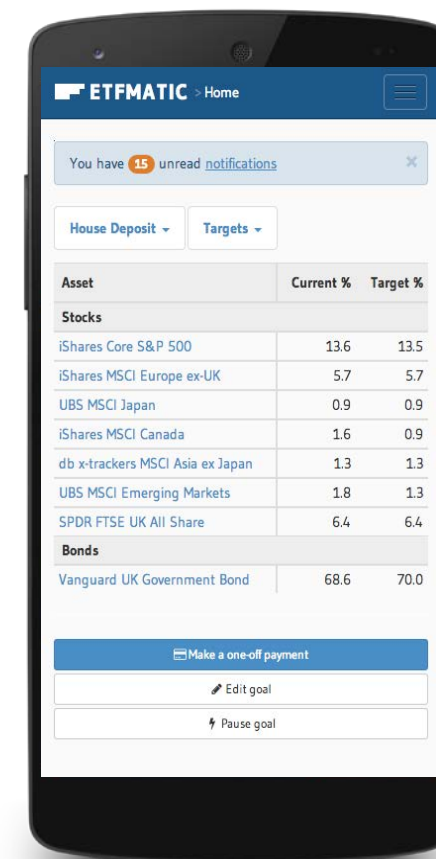 ETFMATIC > Home
You have 15 unread notifications ×
House Deposit Targets
Asset Current % Target %
Stocks
iShares Core S&P 500 13.6 13.5
iShares MSCI Europe ex-UK 5.7 5.7
UBS MSCI Japan 0.9 0.9
iShares MSCI Canada 1.6 0.9
db x-trackers MSCI Asia ex Japan 1.3 1.3
UBS MSCI Emerging Markets 1.8 1.3
SPDR FTSE UK All Share 6.4 6.4
Bonds
Vanguard UK Government Bond 68.6 70.0
Make a one-off payment
Edit goal
Pause goal